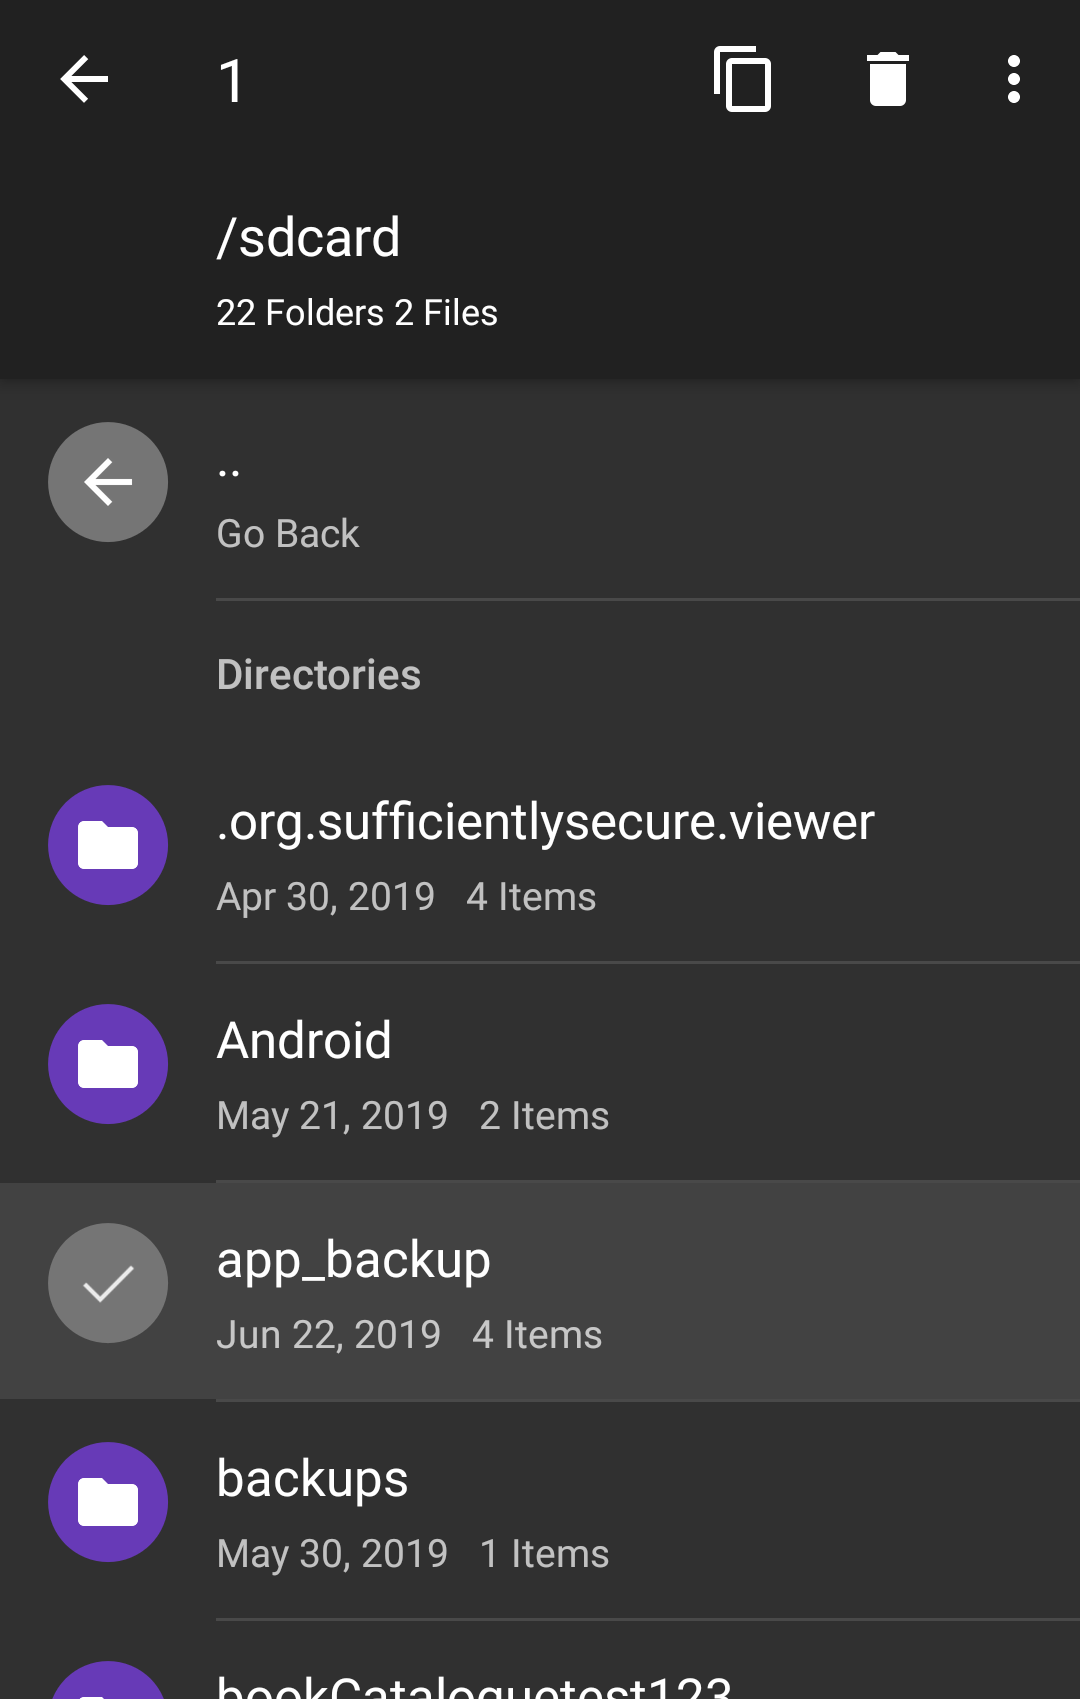 1
/sdcard
22 Folders 2 Files
..
Go Back
Directories
.org.sufficientlysecure.viewer
Apr 30, 2019 4 Items
Android
May 21, 2019 2 Items
app_backup
Jun 22, 2019 4 Items
backups
May 30, 2019 1 Items
bookCataloguetest123